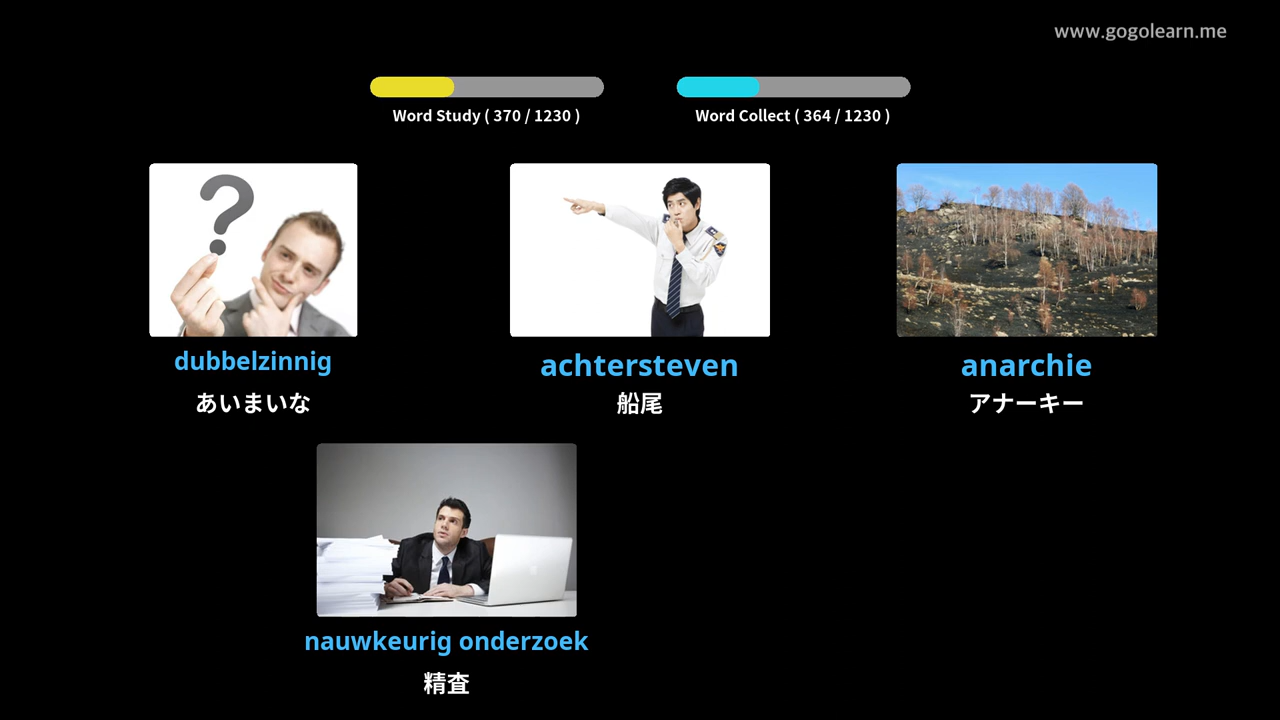 www.gogolearn.me
Word Study ( 370 / 1230 )
Word Collect ( 364 / 1230 )
dubbelzinnig
あいまいな
achtersteven
船尾
anarchie
アナーキー
nauwkeurig onderzoek
精査